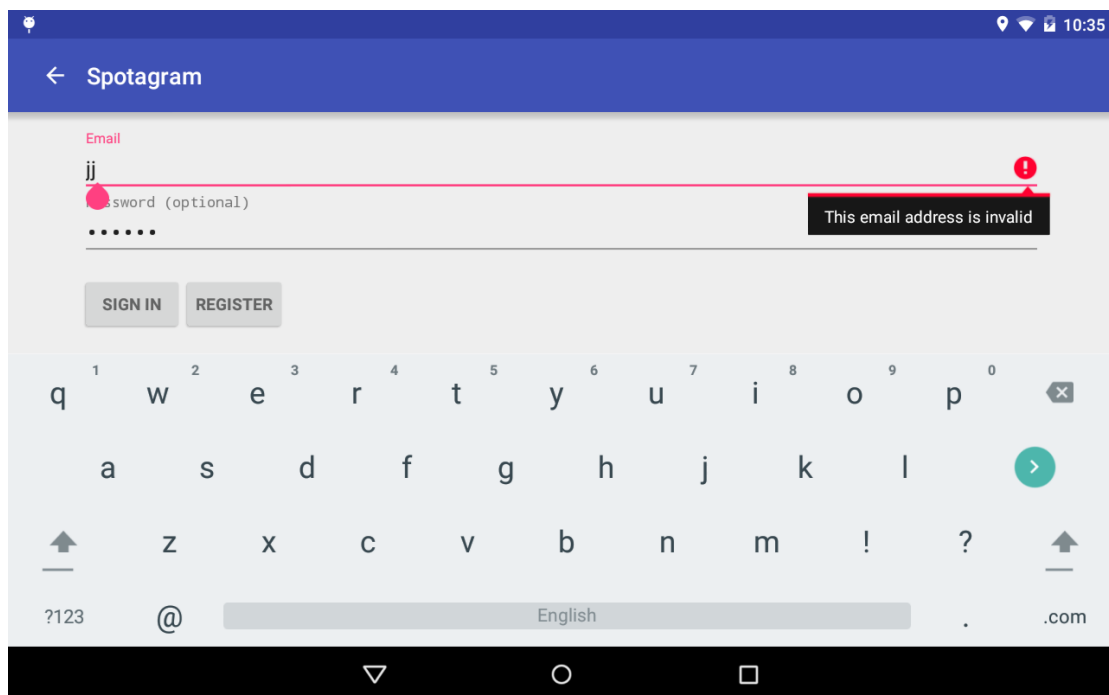 10:35
Spotagram
Email
jj
sword (optional)
This email address is invalid
••••••
SIGN IN REGISTER
1 2 3 4 5 6 7 8 9 0
q w e r t y u i o p
a s d f g h j k l
z x c v b n m ! ?
?123 @ English . .com